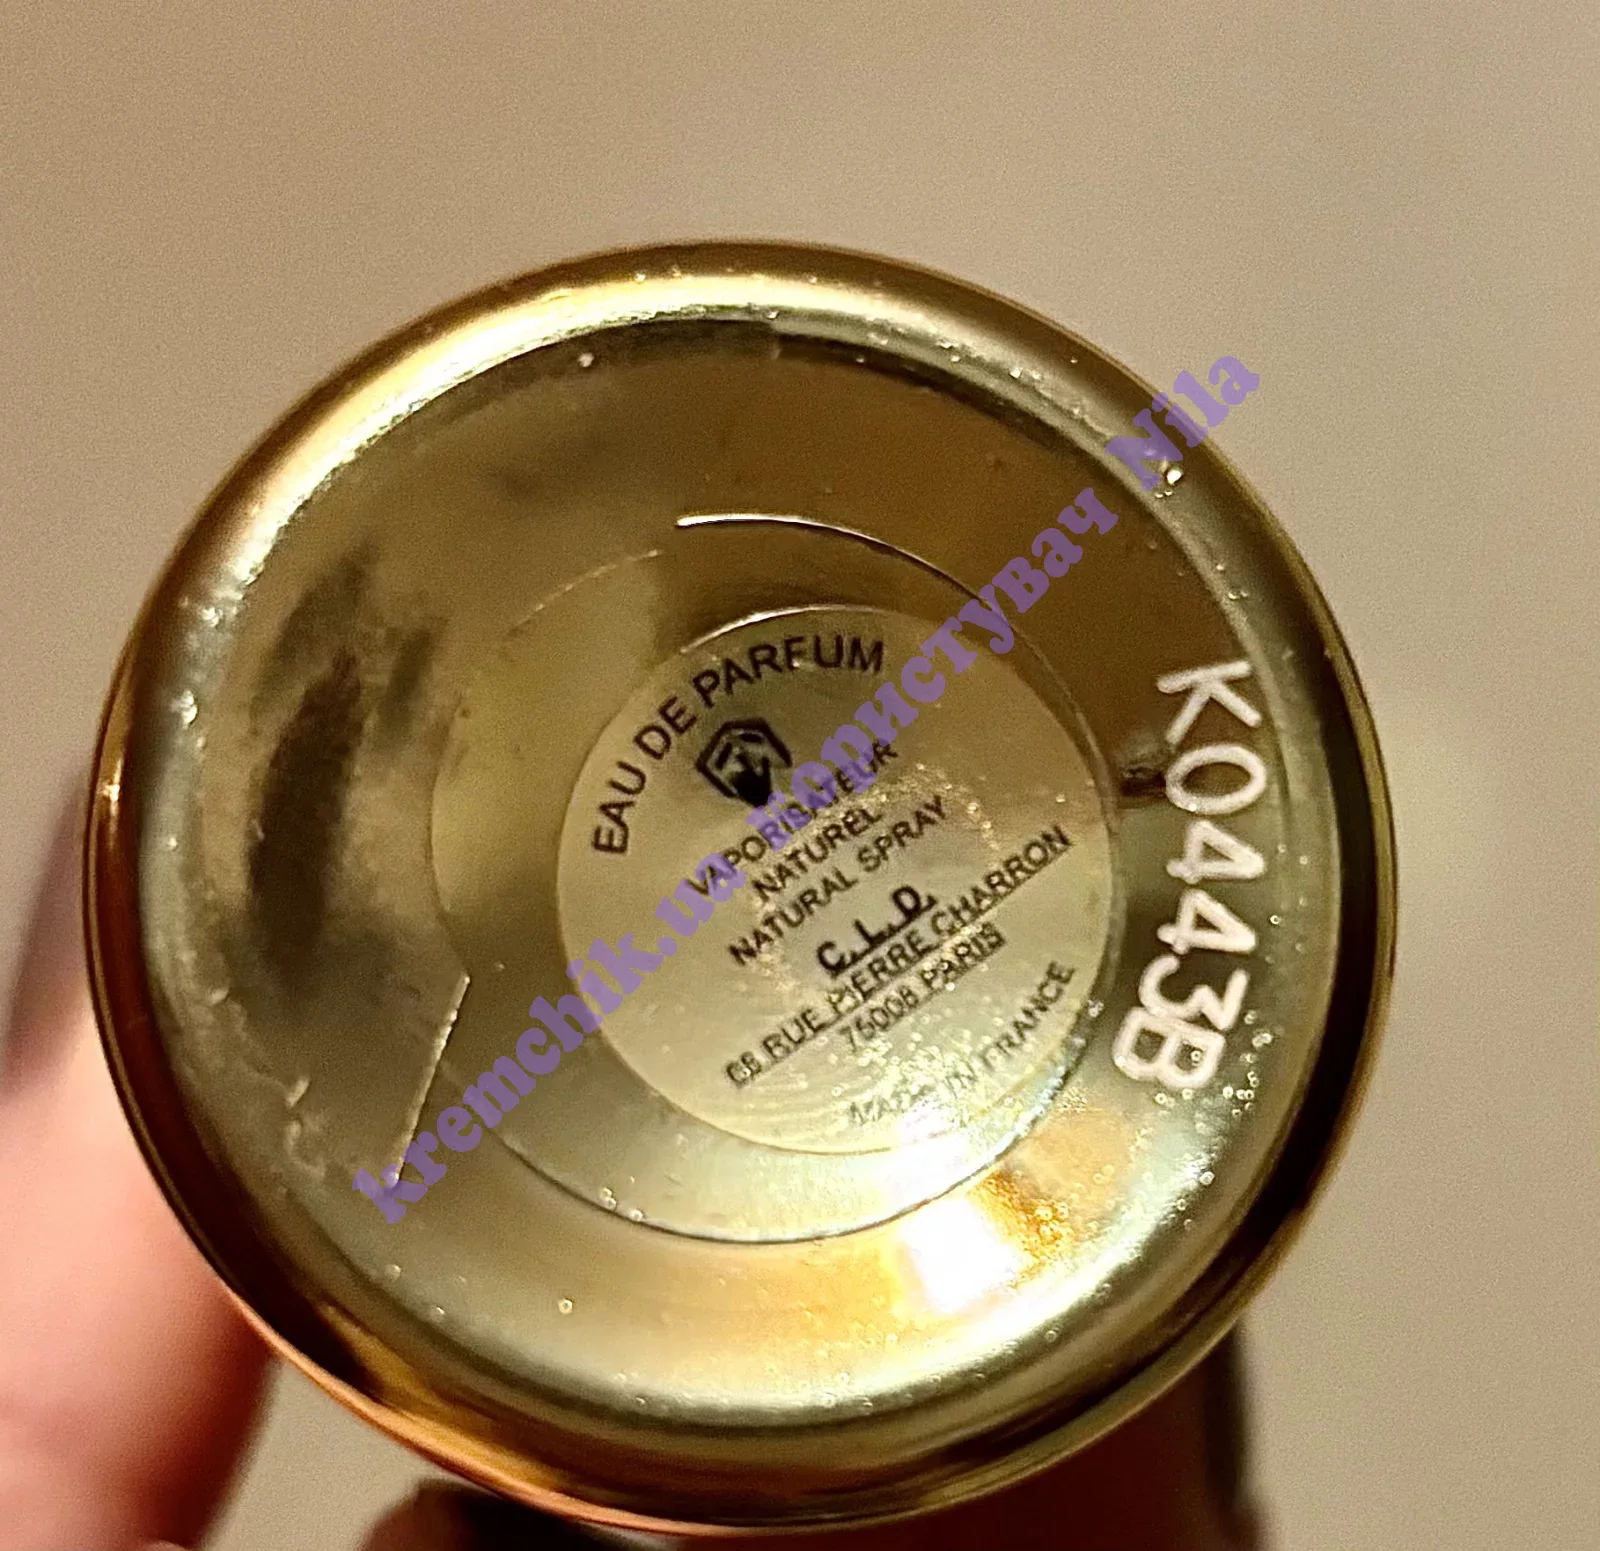 EAU DE PARFUM
VAPORISATEUR
NATUREL
NATURAL SPRAY
C.L.D.
66 RUE PIERRE CHARRON
75008 PARIS
MADE IN FRANCE
K0443B
kremchik.ua Користувач Nila